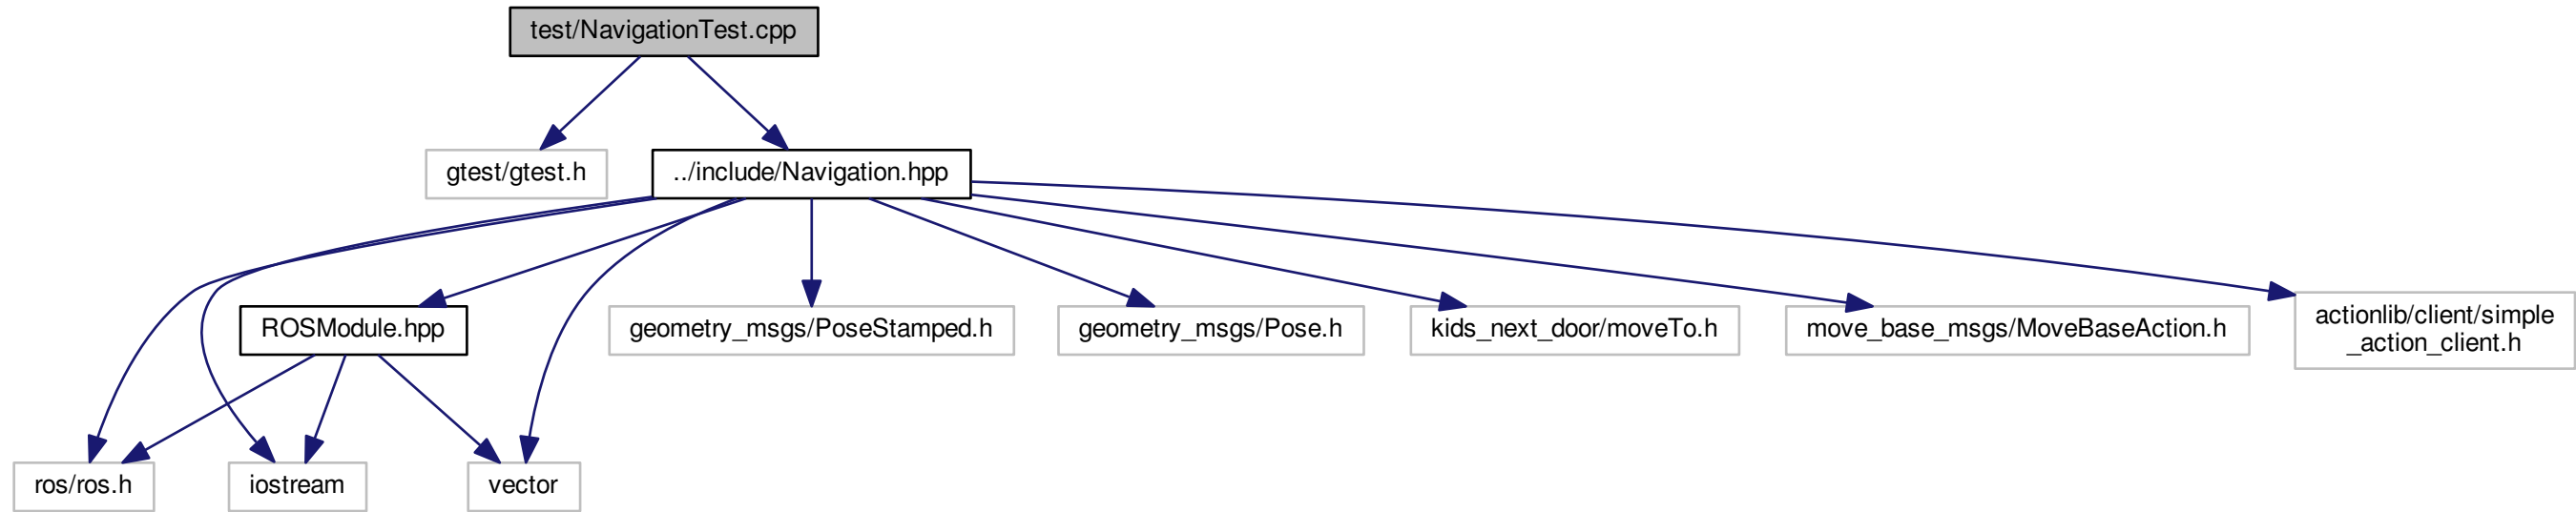 test/NavigationTest.cpp
gtest/gtest.h
../include/Navigation.hpp
ROSModule.hpp
geometry_msgs/PoseStamped.h
geometry_msgs/Pose.h
kids_next_door/moveTo.h
move_base_msgs/MoveBaseAction.h
actionlib/client/simple
_action_client.h
ros/ros.h
iostream
vector